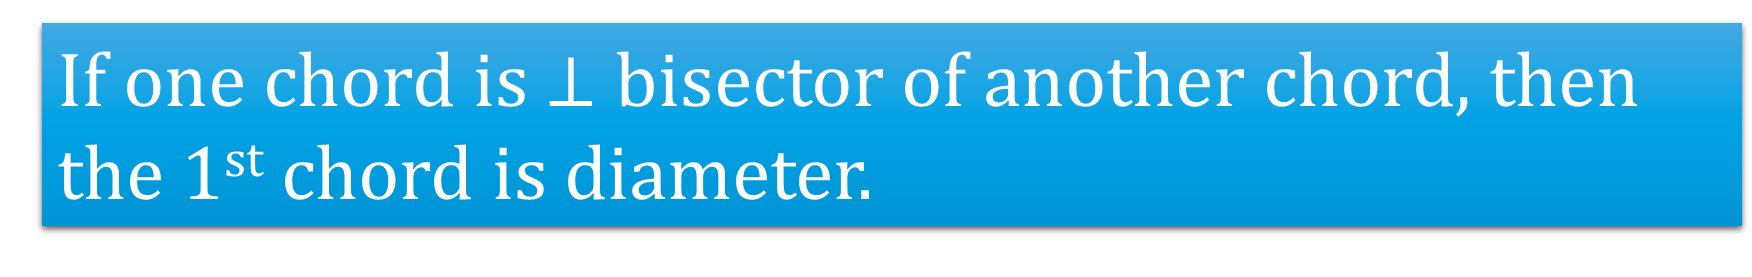 If one chord is ⊥ bisector of another chord, then
the 1st chord is diameter.